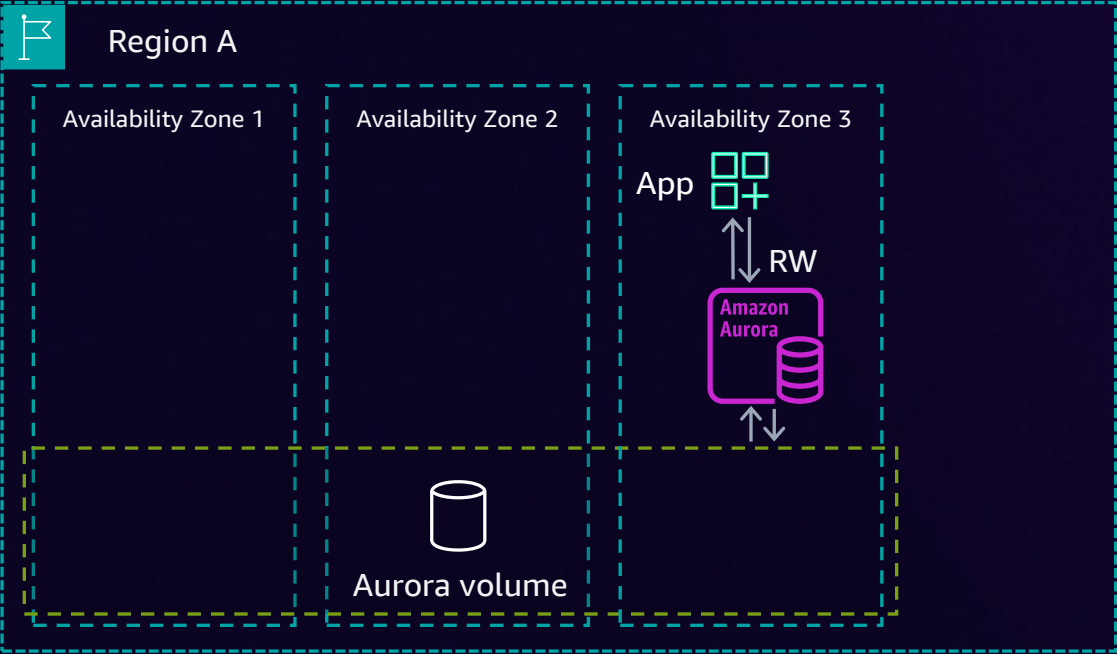 Region A
Availability Zone 1
Availability Zone 2
Availability Zone 3
App
RW
Amazon
Aurora
Aurora volume